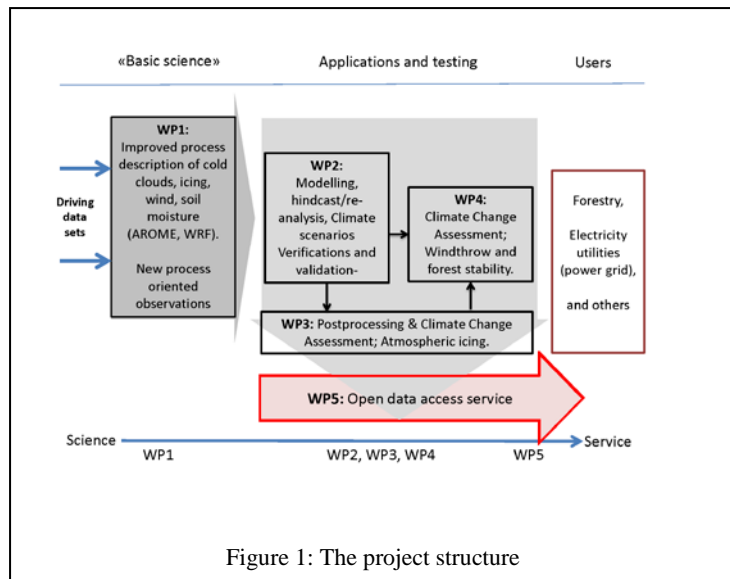 «Basic science»
Applications and testing
Users
Driving
data
sets
WP1:
Improved process
description of cold
clouds, icing,
wind, soil
moisture
(AROME, WRF).
New process
oriented
observations
WP2:
Modelling,
hindcast/re-
analysis, Climate
scenarios
Verifications and
validation-
WP4:
Climate Change
Assessment;
Windthrow and
forest stability.
WP3: Postprocessing & Climate Change
Assessment; Atmospheric icing.
Forestry,
Electricity
utilities
(power grid),
and others
WP5: Open data access service
Science
Service
WP1
WP2, WP3, WP4
WP5
Figure 1: The project structure